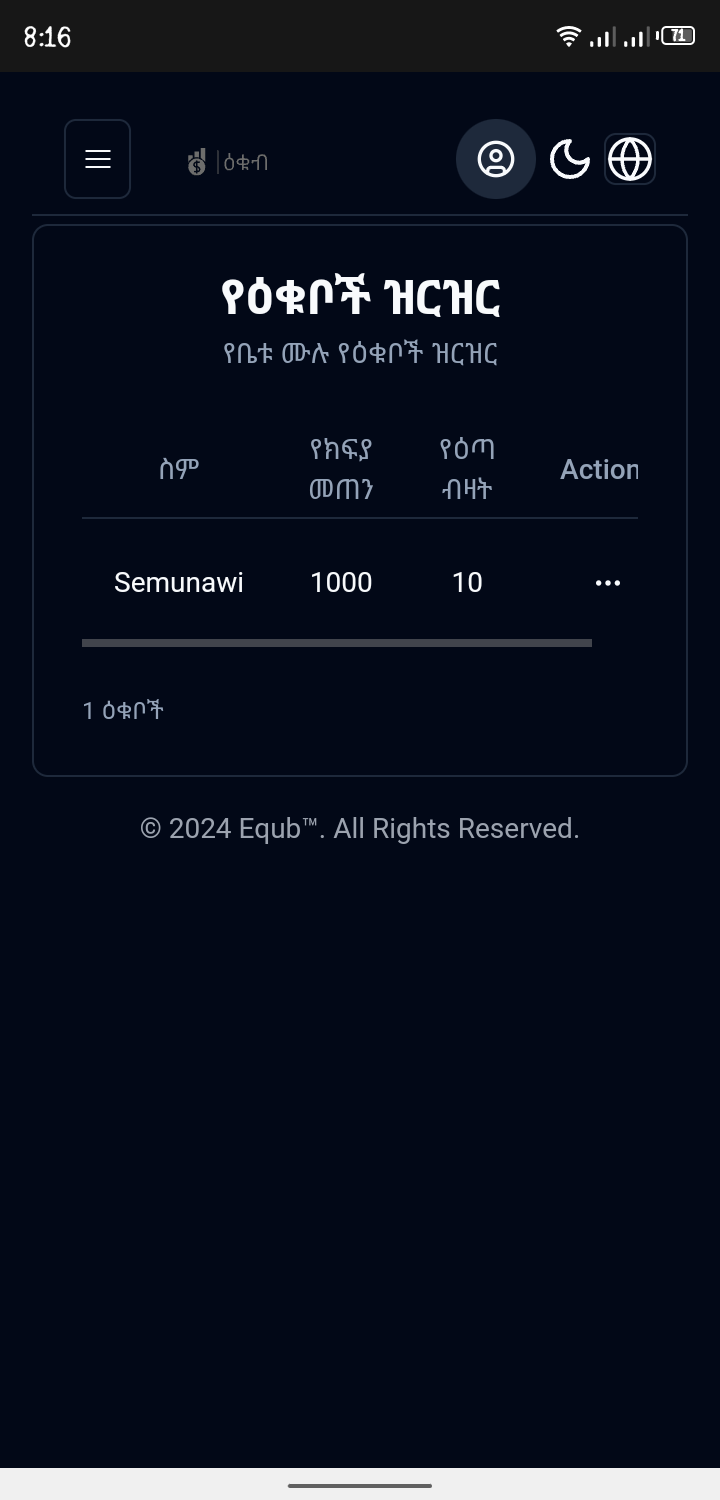 8:16
71
ዕቁብ
የዕቁቦች ዝርዝር
የቤቱ ሙሉ የዕቁቦች ዝርዝር
ስም
የክፍያ
መጠን
የዕጣ
ብዛት
Action
Semunawi 1000 10
1 ዕቁቦች
© 2024 Equb™. All Rights Reserved.